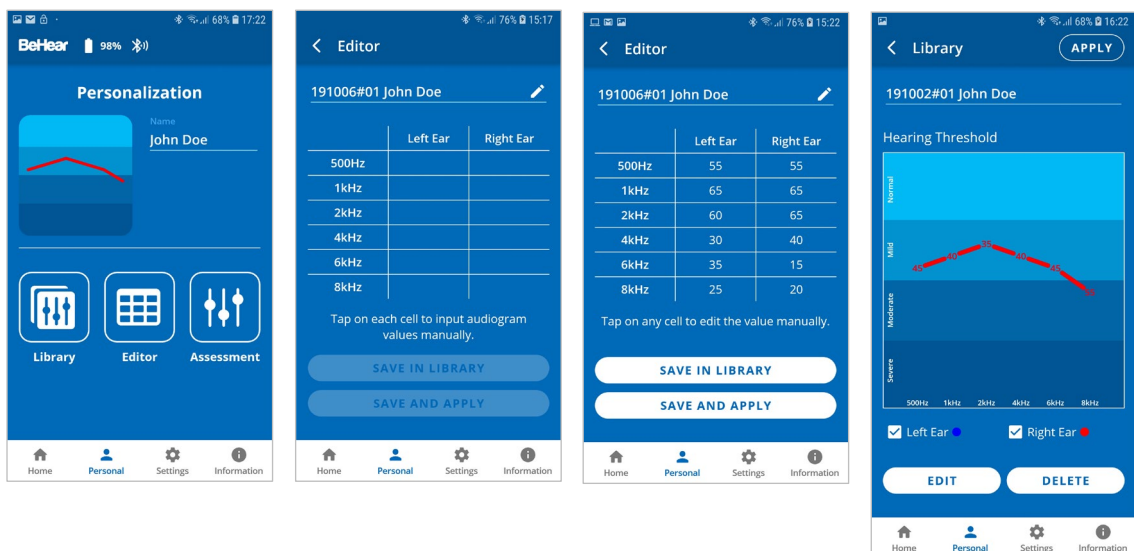 68% 17:22
BeHear 98%
Personalization
Name
John Doe
Library Editor Assessment
Home Personal Settings Information
76% 15:17
Editor
191006#01 John Doe
Left Ear Right Ear
500Hz
1kHz
2kHz
4kHz
6kHz
8kHz
Tap on each cell to input audiogram
values manually.
SAVE IN LIBRARY
SAVE AND APPLY
Home Personal Settings Information
76% 15:22
Editor
191006#01 John Doe
Left Ear Right Ear
500Hz 55 55
1kHz 65 65
2kHz 60 65
4kHz 30 40
6kHz 35 15
8kHz 25 20
Tap on any cell to edit the value manually.
SAVE IN LIBRARY
SAVE AND APPLY
Home Personal Settings Information
68% 16:22
Library APPLY
191002#01 John Doe
Hearing Threshold
Normal
Mild
35
40 40
45 45
Moderate
Severe
500Hz 1kHz 2kHz 4kHz 6kHz 8kHz
Left Ear Right Ear
EDIT DELETE
Home Personal Settings Information